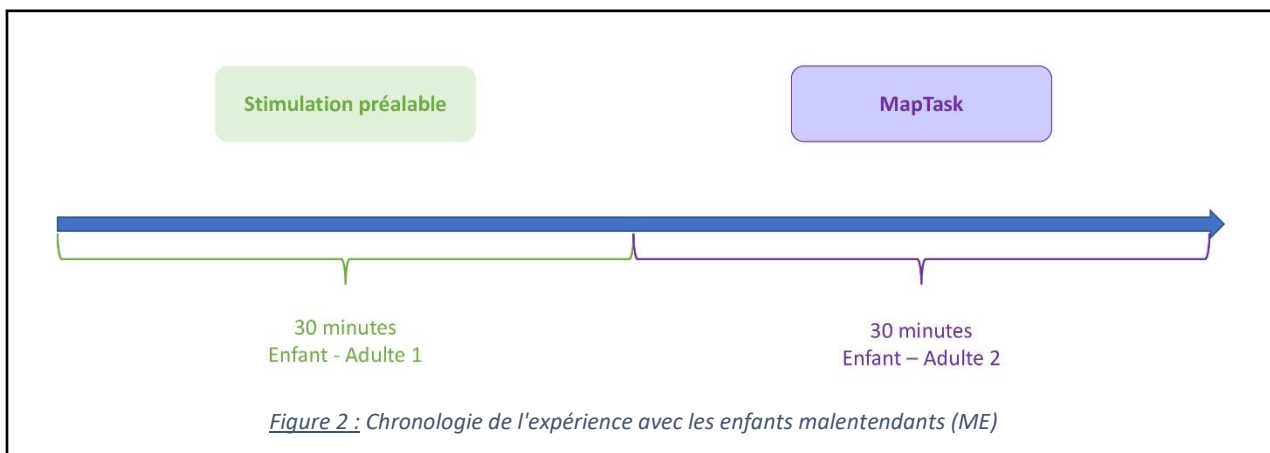 Stimulation préalable
MapTask
30 minutes
Enfant - Adulte 1
30 minutes
Enfant – Adulte 2
Figure 2 : Chronologie de l'expérience avec les enfants malentendants (ME)